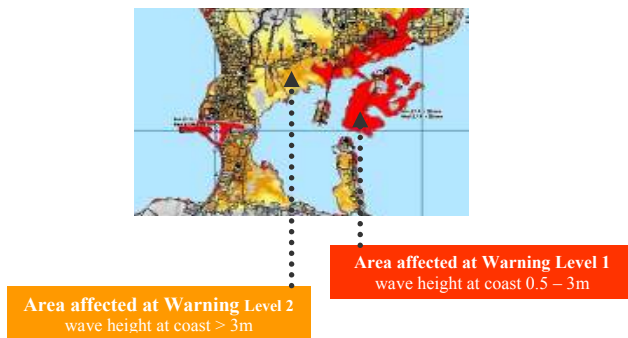 Area affected at Warning Level 1
wave height at coast 0.5 – 3m
Area affected at Warning Level 2
wave height at coast > 3m